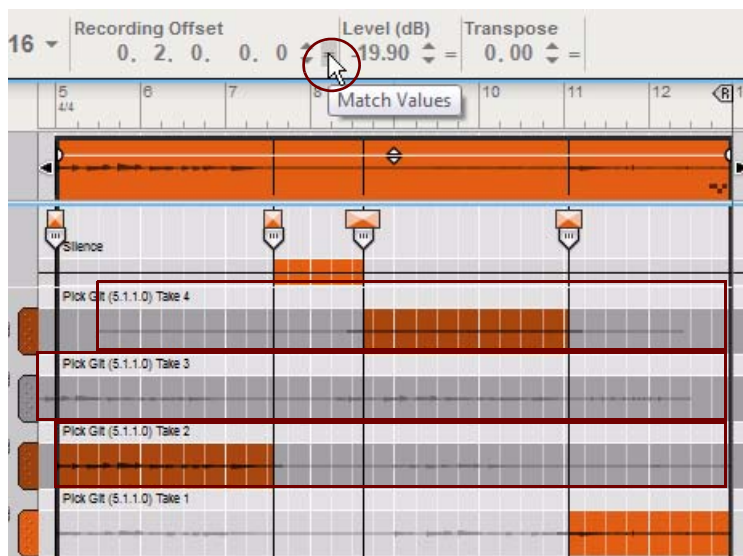 Recording Offset Level (dB) Transpose
16 0. 2. 0. 0. 0 = -19.90 = 0.00 =
5 6 7 8 10 11 12 R
4/4
Match Values
Silence
Pick Git (5.1.1.0) Take 4
Pick Git (5.1.1.0) Take 3
Pick Git (5.1.1.0) Take 2
Pick Git (5.1.1.0) Take 1